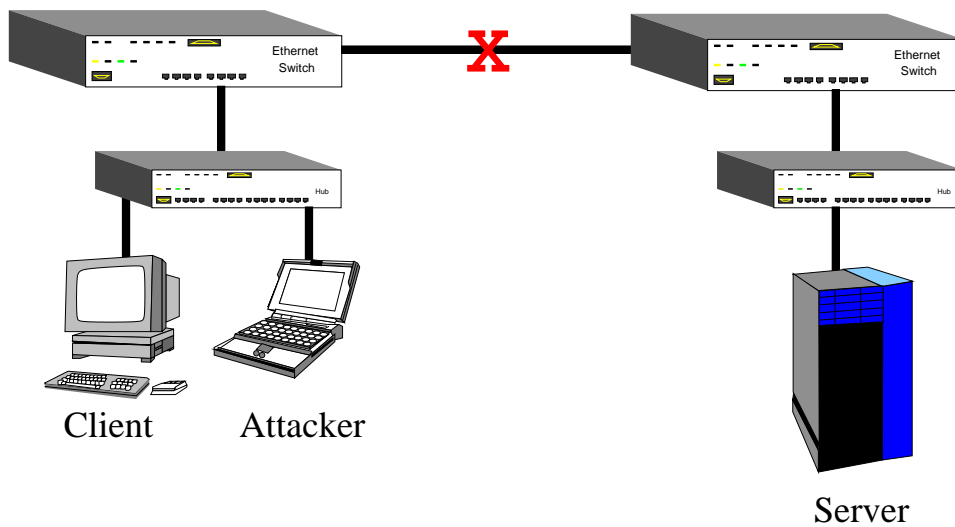 Ethernet
Switch
X
Ethernet
Switch
Hub
Hub
Client
Attacker
Server